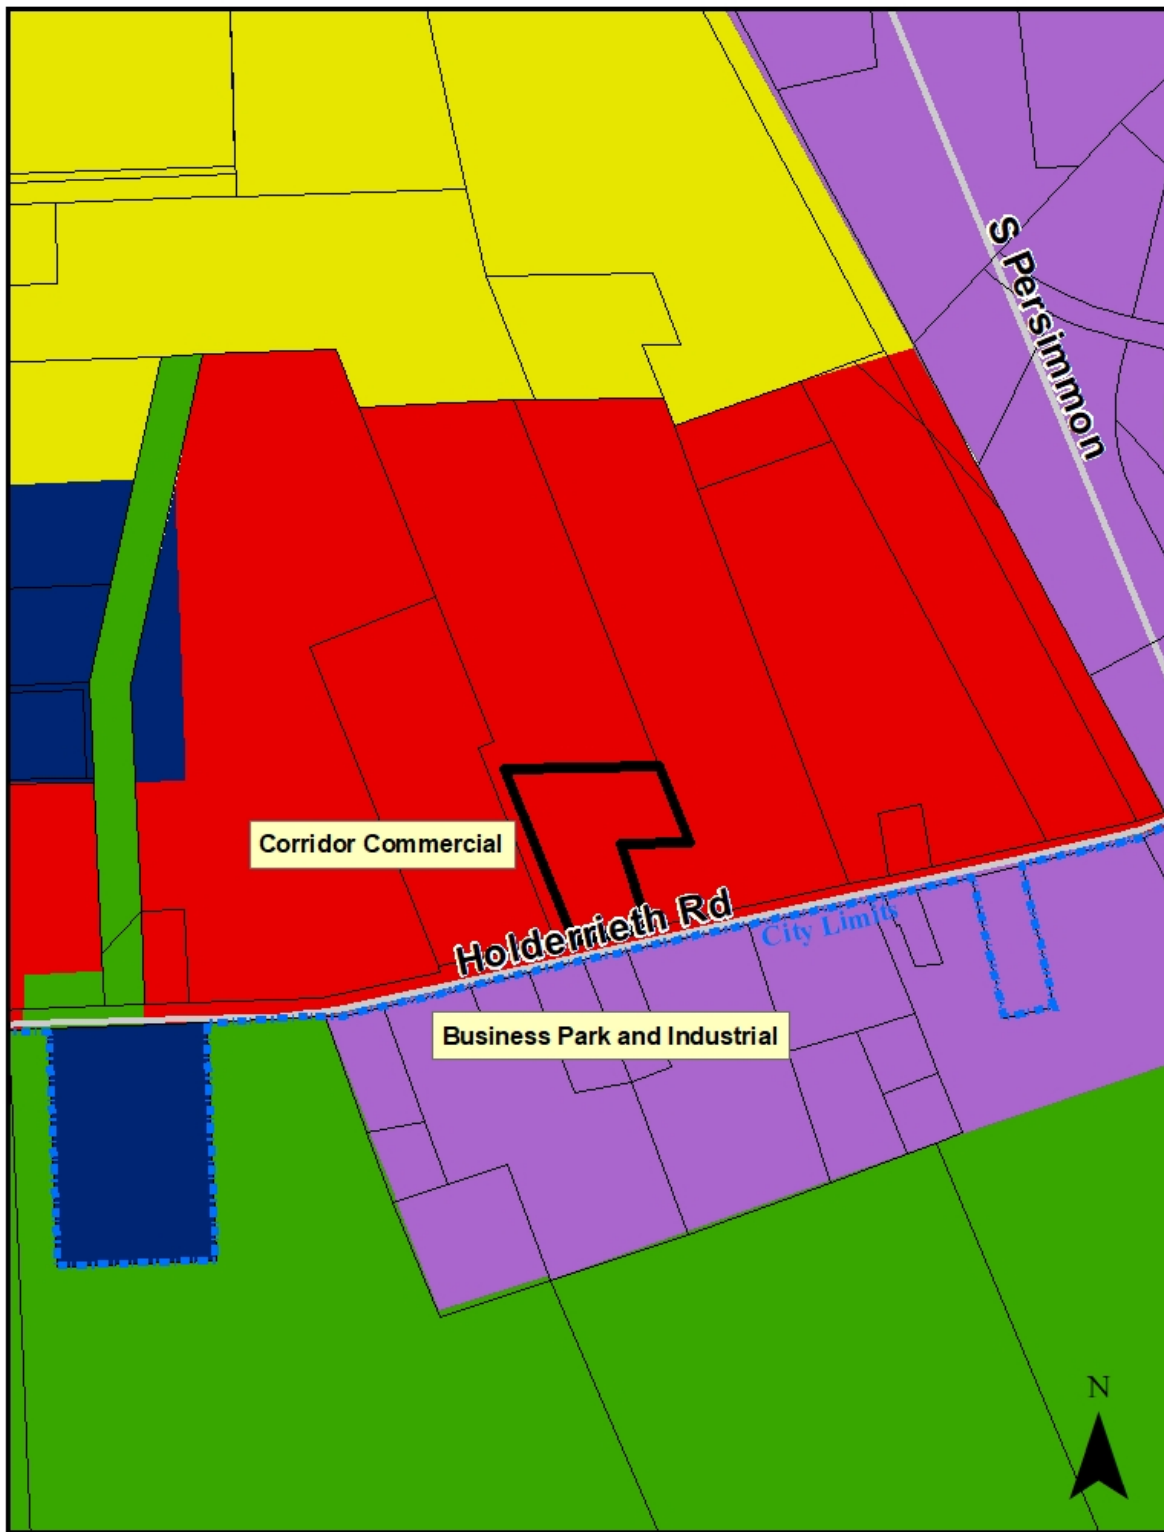 S Persimmon
Corridor Commercial
Holderrieth Rd
City Limits
Business Park and Industrial
N